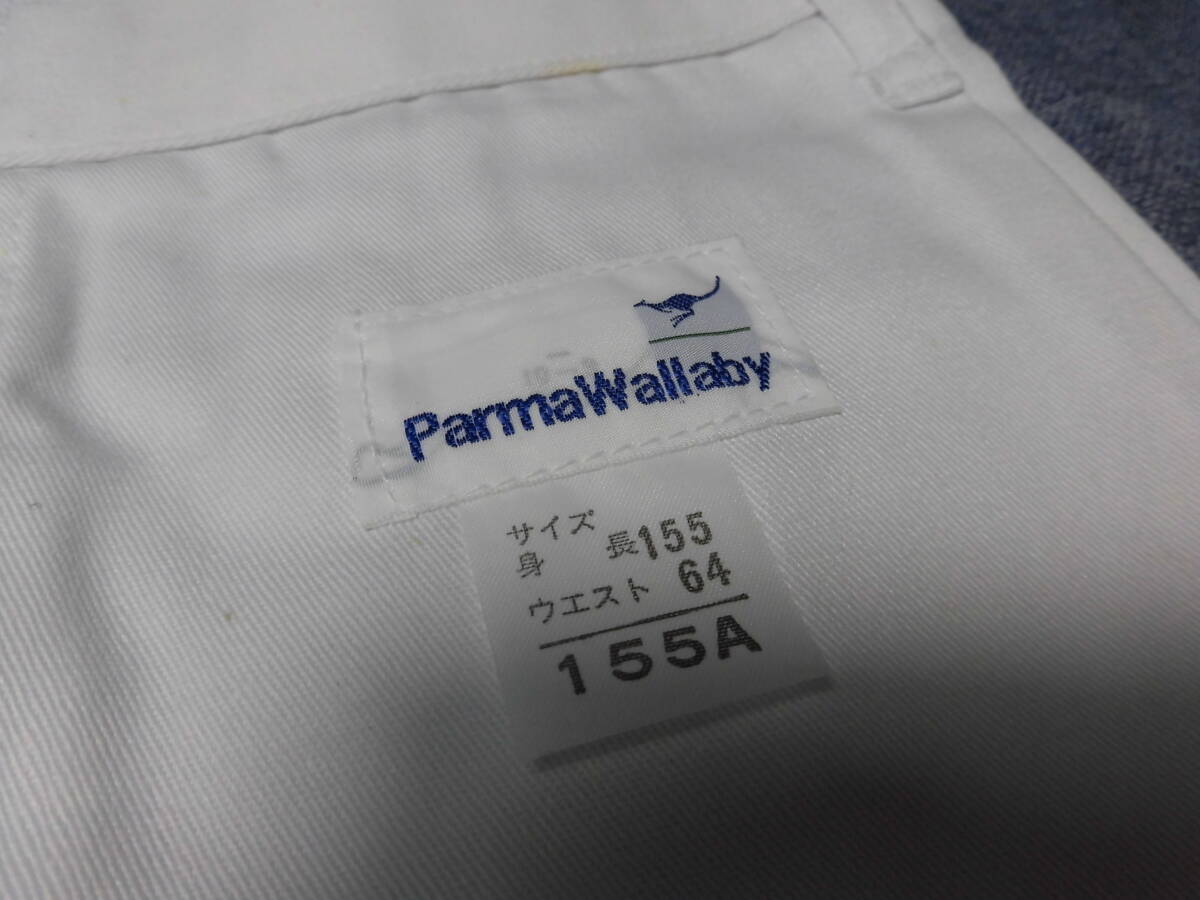 ParmaWallaby
サイズ
身 長155
ウエスト 64
155A